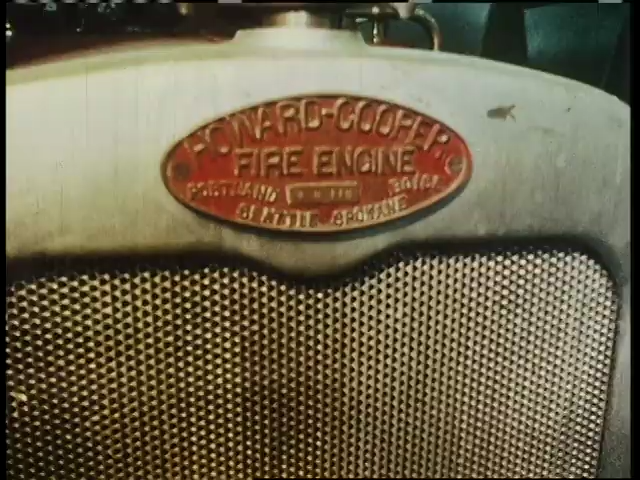 HOWARD-COOPER
FIRE ENGINE
PORTLAND BOISE
SEATTLE SPOKANE